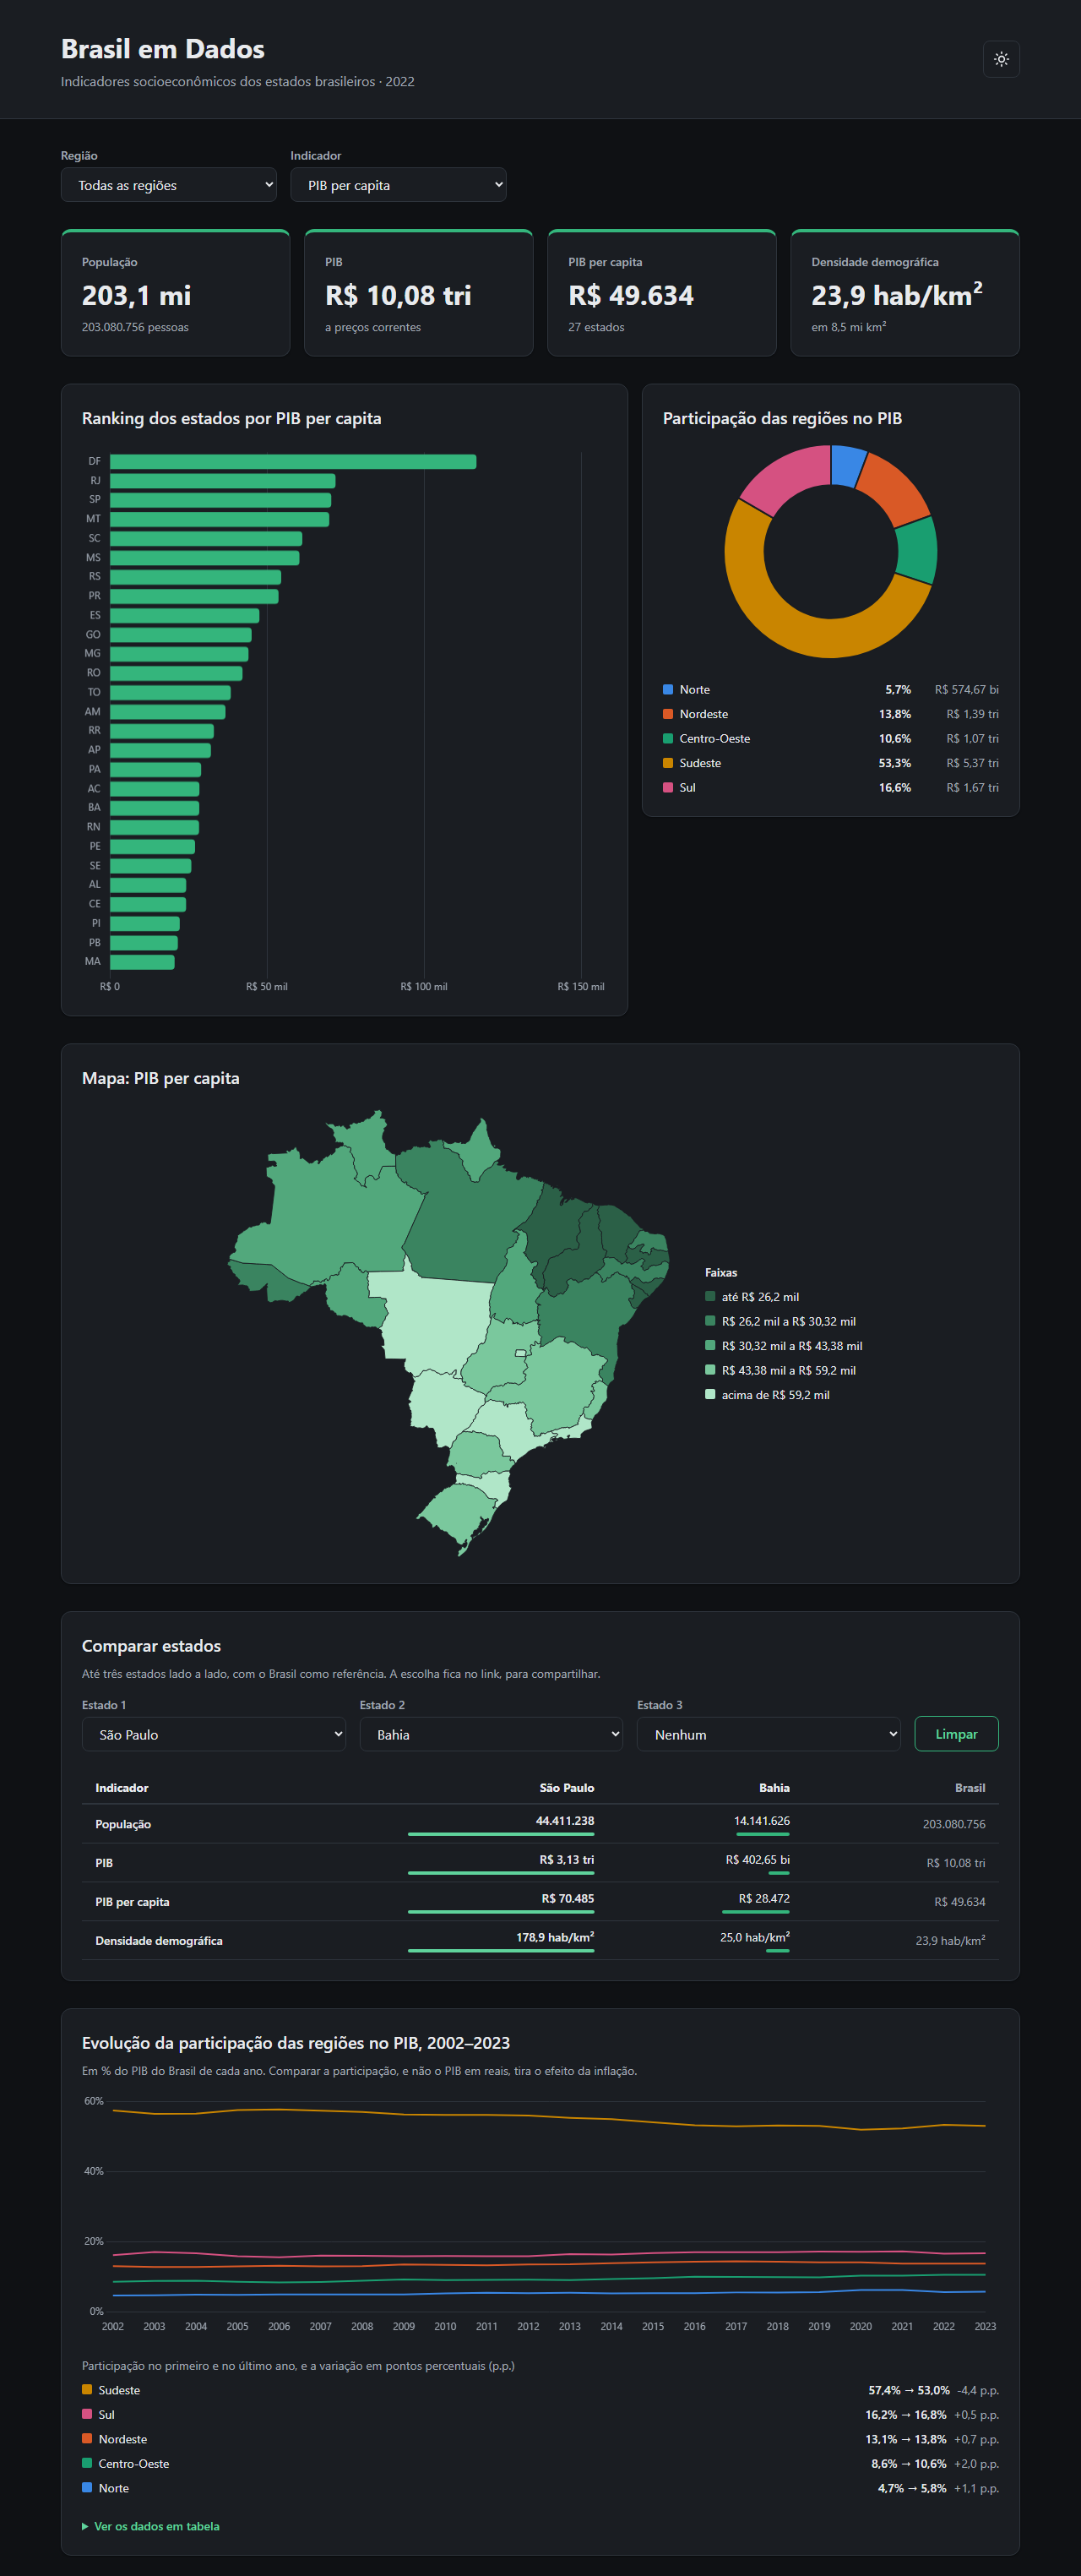 Brasil em Dados
Indicadores socioeconômicos dos estados brasileiros · 2022
Região
Indicador
Todas as regiões
PIB per capita
População
203,1 mi
203.080.756 pessoas
PIB
R$ 10,08 tri
a preços correntes
PIB per capita
R$ 49.634
27 estados
Densidade demográfica
23,9 hab/km²
em 8,5 mi km²
Ranking dos estados por PIB per capita
DF
RJ
SP
MT
SC
MS
RS
PR
ES
GO
MG
RO
TO
AM
RR
AP
PA
AC
BA
RN
PE
SE
AL
CE
PI
PB
MA
R$ 0 R$ 50 mil R$ 100 mil R$ 150 mil
Participação das regiões no PIB
Norte 5,7% R$ 574,67 bi
Nordeste 13,8% R$ 1,39 tri
Centro-Oeste 10,6% R$ 1,07 tri
Sudeste 53,3% R$ 5,37 tri
Sul 16,6% R$ 1,67 tri
Mapa: PIB per capita
Faixas
até R$ 26,2 mil
R$ 26,2 mil a R$ 30,32 mil
R$ 30,32 mil a R$ 43,38 mil
R$ 43,38 mil a R$ 59,2 mil
acima de R$ 59,2 mil
Comparar estados
Até três estados lado a lado, com o Brasil como referência. A escolha fica no link, para compartilhar.
Estado 1 Estado 2 Estado 3
São Paulo Bahia Nenhum Limpar
Indicador São Paulo Bahia Brasil
População 44.411.238 14.141.626 203.080.756
PIB R$ 3,13 tri R$ 402,65 bi R$ 10,08 tri
PIB per capita R$ 70.485 R$ 28.472 R$ 49.634
Densidade demográfica 178,9 hab/km² 25,0 hab/km² 23,9 hab/km²
Evolução da participação das regiões no PIB, 2002–2023
Em % do PIB do Brasil de cada ano. Comparar a participação, e não o PIB em reais, tira o efeito da inflação.
60%
40%
20%
0%
2002 2003 2004 2005 2006 2007 2008 2009 2010 2011 2012 2013 2014 2015 2016 2017 2018 2019 2020 2021 2022 2023
Participação no primeiro e no último ano, e a variação em pontos percentuais (p.p.)
Sudeste 57,4% → 53,0% -4,4 p.p.
Sul 16,2% → 16,8% +0,5 p.p.
Nordeste 13,1% → 13,8% +0,7 p.p.
Centro-Oeste 8,6% → 10,6% +2,0 p.p.
Norte 4,7% → 5,8% +1,1 p.p.
Ver os dados em tabela